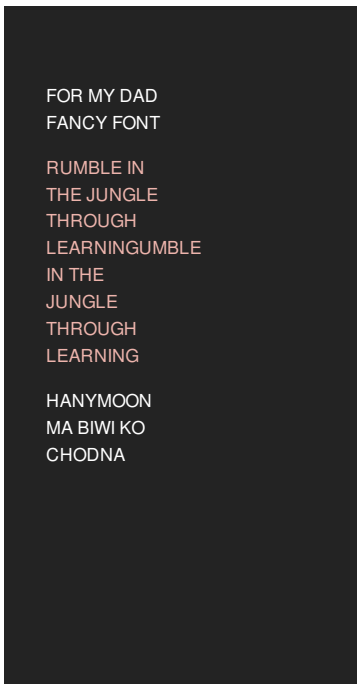 FOR MY DAD
FANCY FONT
RUMBLE IN
THE JUNGLE
THROUGH
LEARNINGUMBLE
IN THE
JUNGLE
THROUGH
LEARNING
HANYMOON
MA BIWI KO
CHODNA